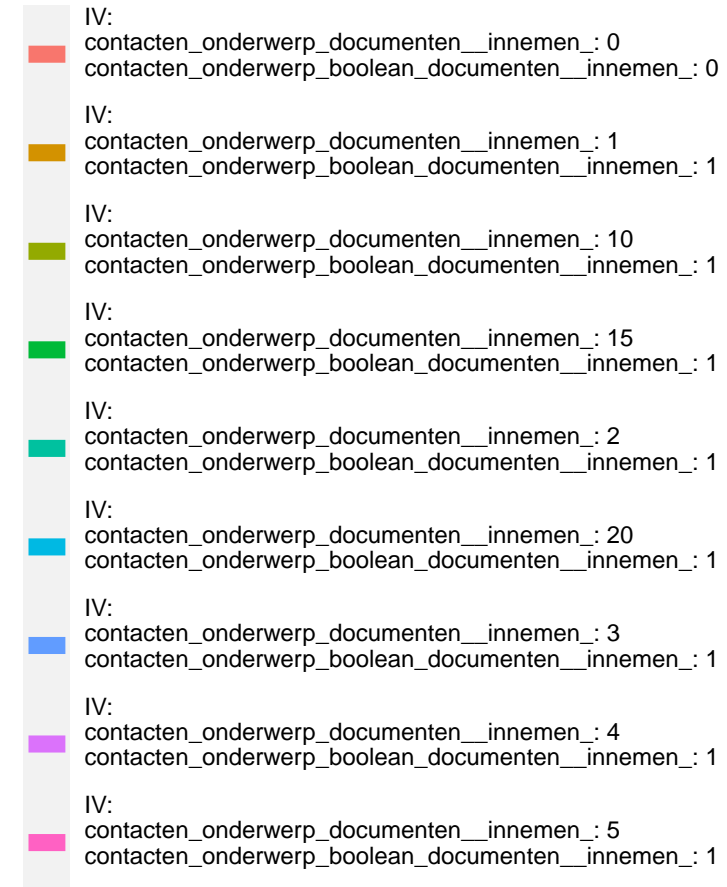 IV:
contacten_onderwerp_documenten__innemen_: 0
contacten_onderwerp_boolean_documenten__innemen_: 0
IV:
contacten_onderwerp_documenten__innemen_: 1
contacten_onderwerp_boolean_documenten__innemen_: 1
IV:
contacten_onderwerp_documenten__innemen_: 10
contacten_onderwerp_boolean_documenten__innemen_: 1
IV:
contacten_onderwerp_documenten__innemen_: 15
contacten_onderwerp_boolean_documenten__innemen_: 1
IV:
contacten_onderwerp_documenten__innemen_: 2
contacten_onderwerp_boolean_documenten__innemen_: 1
IV:
contacten_onderwerp_documenten__innemen_: 20
contacten_onderwerp_boolean_documenten__innemen_: 1
IV:
contacten_onderwerp_documenten__innemen_: 3
contacten_onderwerp_boolean_documenten__innemen_: 1
IV:
contacten_onderwerp_documenten__innemen_: 4
contacten_onderwerp_boolean_documenten__innemen_: 1
IV:
contacten_onderwerp_documenten__innemen_: 5
contacten_onderwerp_boolean_documenten__innemen_: 1